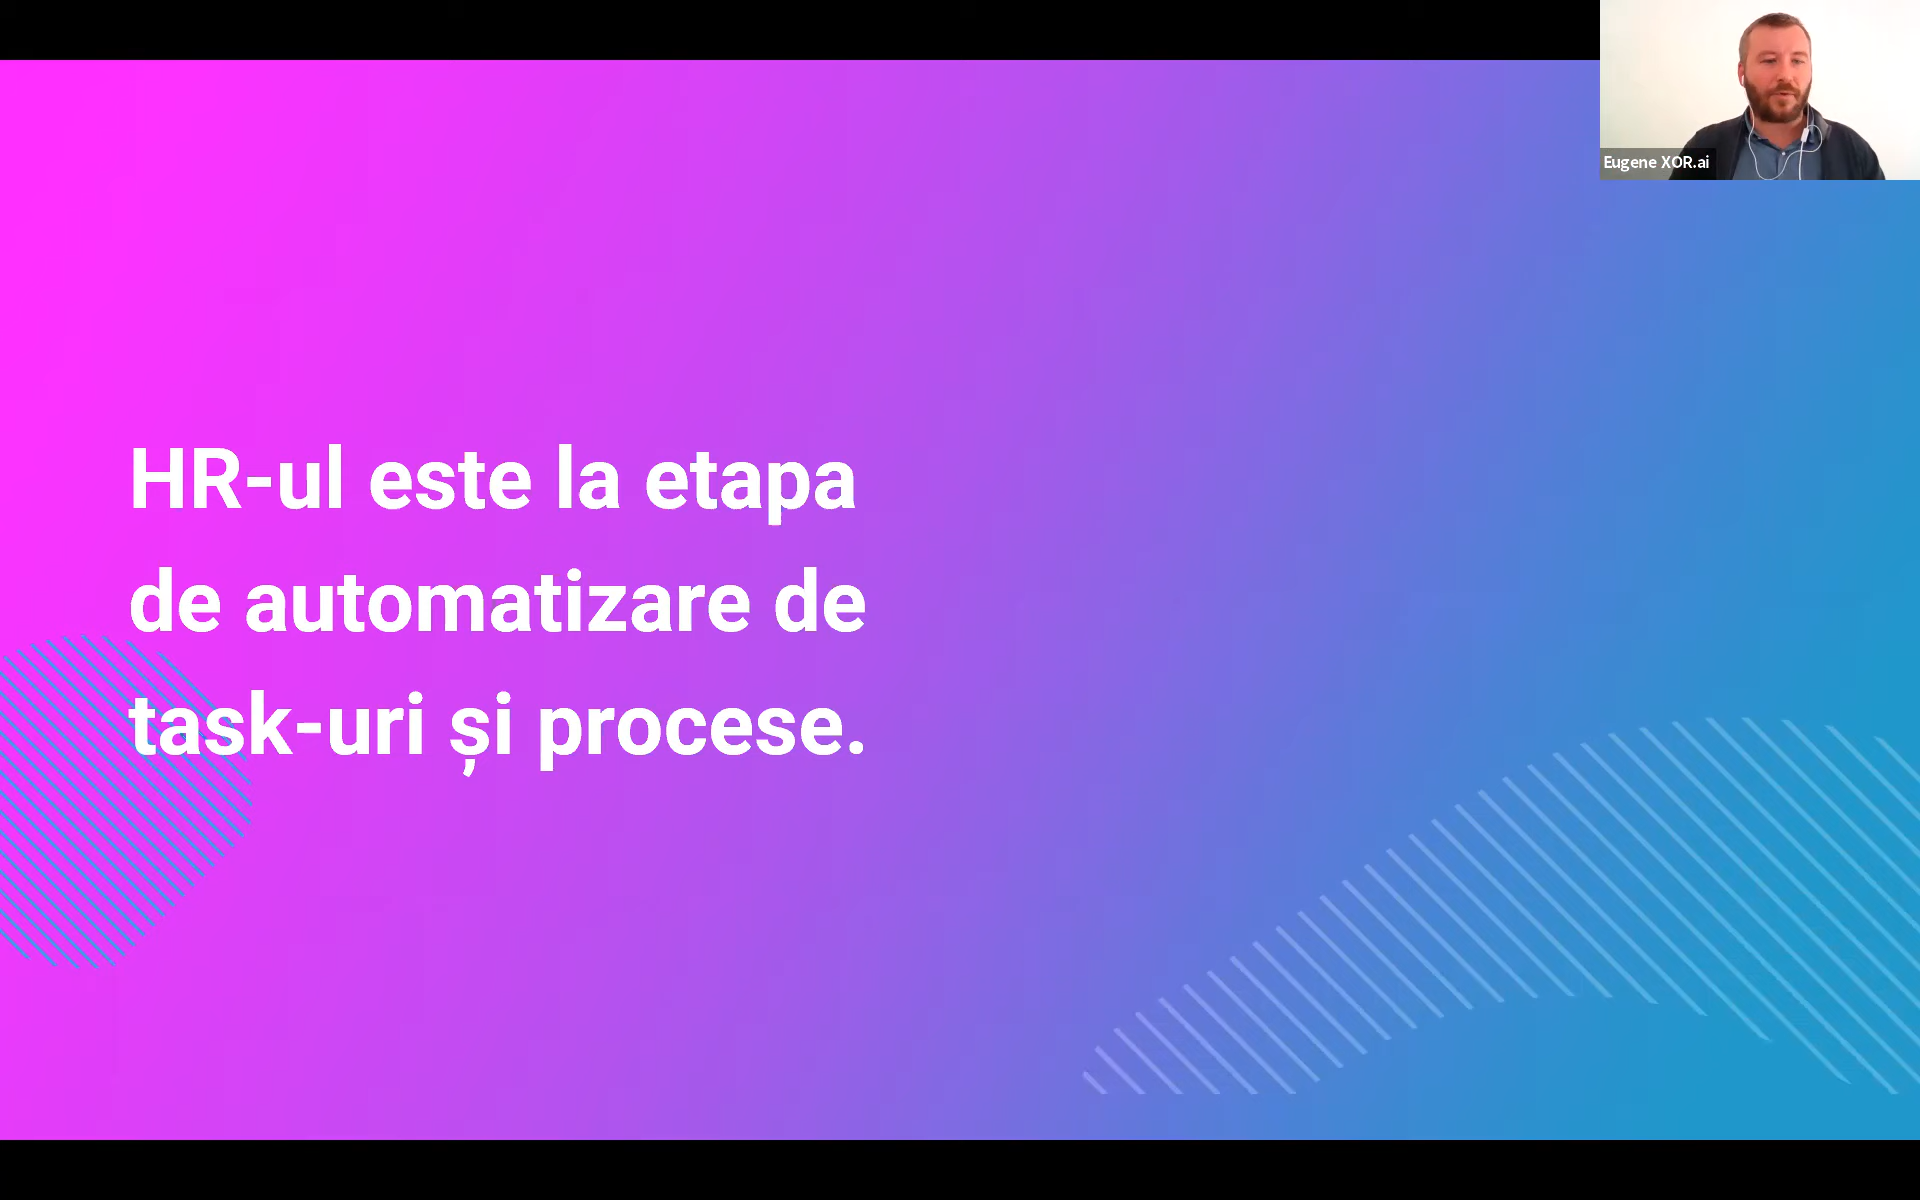 HR-ul este la etapa
de automatizare de
task-uri și procese.
Eugene XOR.ai